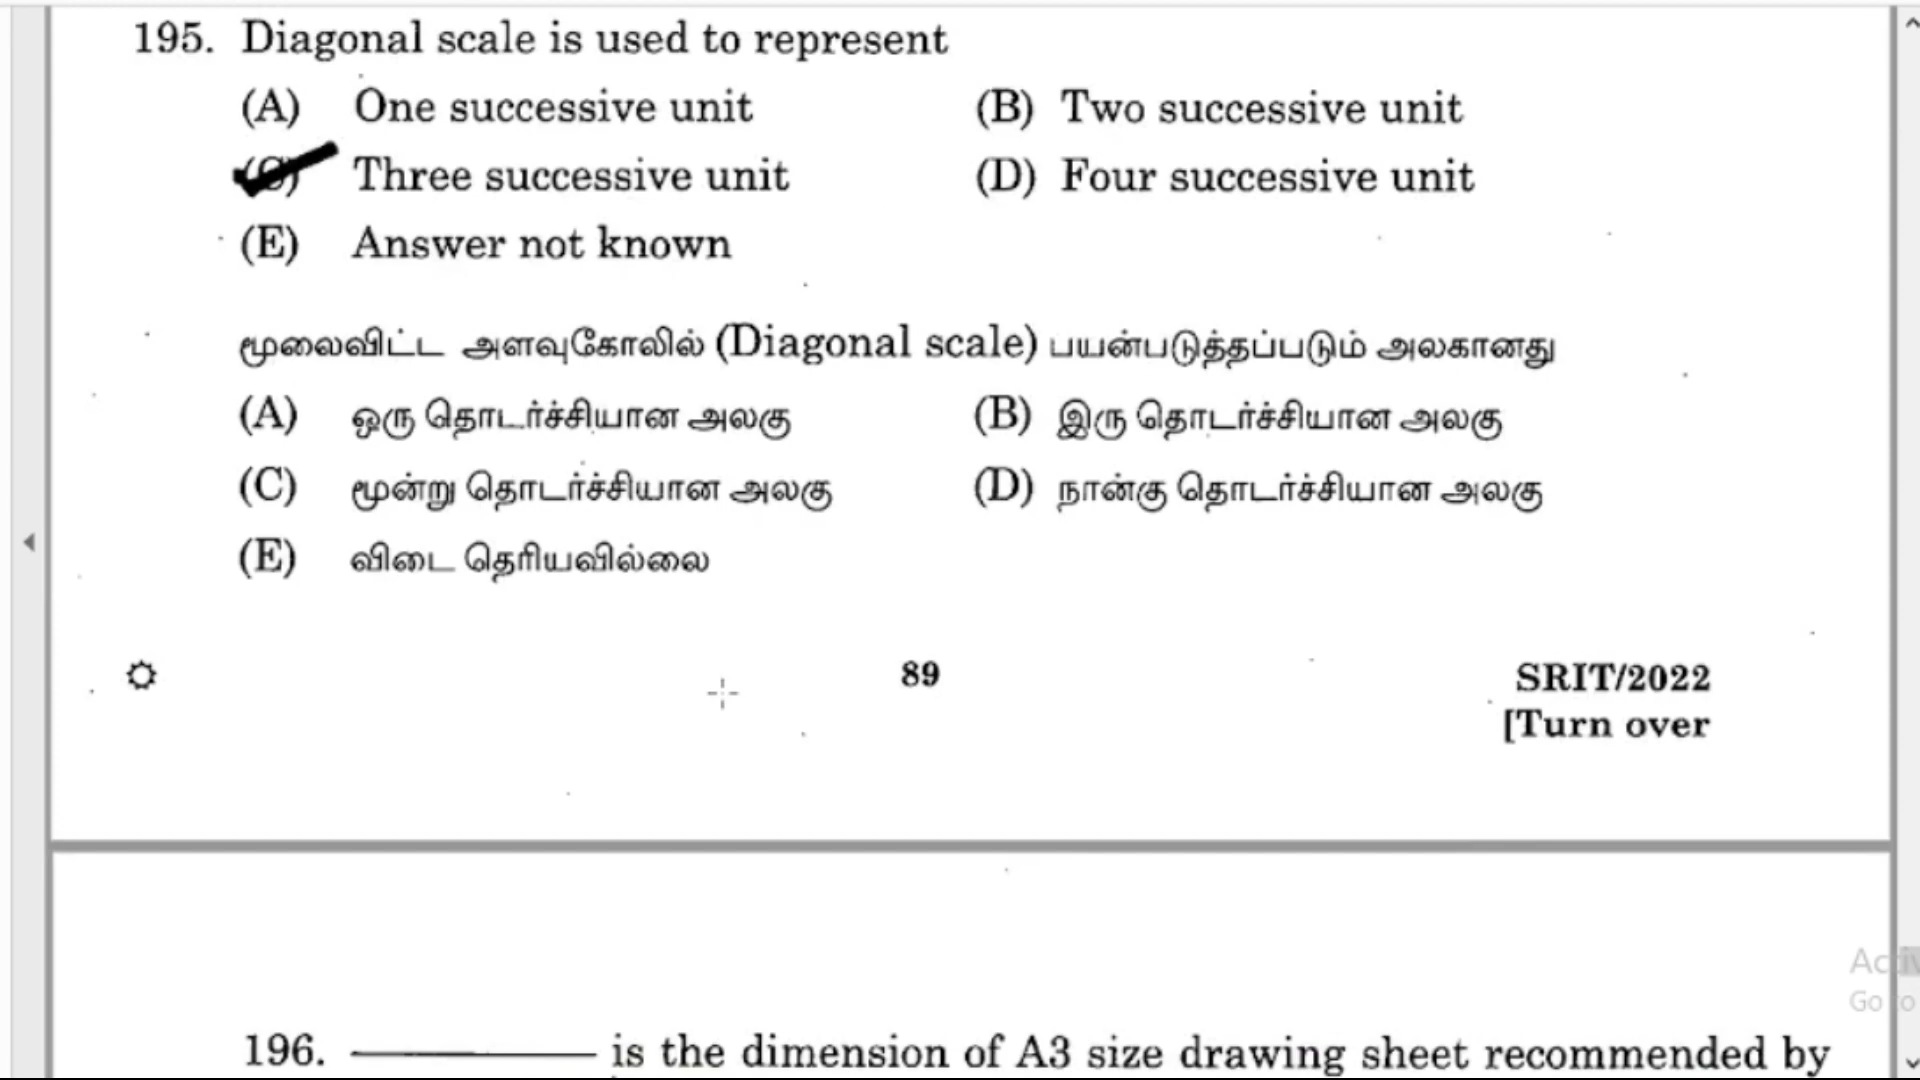 195. Diagonal scale is used to represent
(A) One successive unit (B) Two successive unit
(C) Three successive unit (D) Four successive unit
(E) Answer not known
மூலைவிட்ட அளவுகோலில் (Diagonal scale) பயன்படுத்தப்படும் அலகானது
(A) ஒரு தொடர்ச்சியான அலகு (B) இரு தொடர்ச்சியான அலகு
(C) மூன்று தொடர்ச்சியான அலகு (D) நான்கு தொடர்ச்சியான அலகு
(E) விடை தெரியவில்லை
89 SRIT/2022
[Turn over
196. ________ is the dimension of A3 size drawing sheet recommended by
Go to